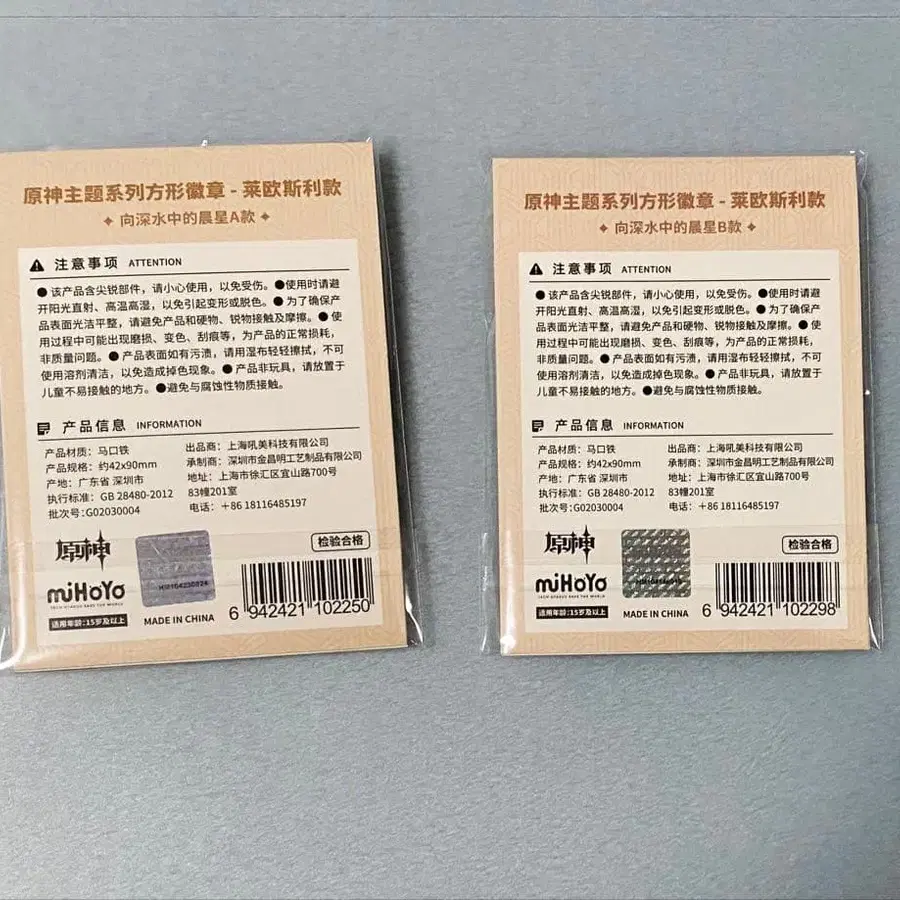 原神主题系列方形徽章 - 莱欧斯利款
✦ 向深水中的晨星A款 ✦
注意事项 ATTENTION
● 该产品含尖锐部件，请小心使用，以免受伤。●使用时请避
开阳光直射、高温高湿，以免引起变形或脱色。● 为了确保产
品表面光洁平整，请避免产品和硬物、锐物接触及摩擦。● 使
用过程中可能出现磨损、变色、刮痕等，为产品的正常损耗，
非质量问题。● 产品表面如有污渍，请用湿布轻轻擦拭，不可
使用溶剂清洁，以免造成掉色现象。● 产品非玩具，请放置于
儿童不易接触的地方。●避免与腐蚀性物质接触。
产品信息 INFORMATION
产品材质：马口铁
产品规格：约42x90mm
产地：广东省 深圳市
执行标准：GB 28480-2012
批次号:G02030004
出品商：上海吼美科技有限公司
承制商：深圳市金昌明工艺制品有限公司
地址：上海市徐汇区宜山路700号
83幢201室
电话：+86 18116485197
原神
检验合格
miHoYo
TECH OTAKUS SAVE THE WORLD
适用年龄:15岁及以上
MADE IN CHINA
6 942421 102250
原神主题系列方形徽章 - 莱欧斯利款
✦ 向深水中的晨星B款 ✦
注意事项 ATTENTION
● 该产品含尖锐部件，请小心使用，以免受伤。●使用时请避
开阳光直射、高温高湿，以免引起变形或脱色。● 为了确保产
品表面光洁平整，请避免产品和硬物、锐物接触及摩擦。● 使
用过程中可能出现磨损、变色、刮痕等，为产品的正常损耗，
非质量问题。● 产品表面如有污渍，请用湿布轻轻擦拭，不可
使用溶剂清洁，以免造成掉色现象。● 产品非玩具，请放置于
儿童不易接触的地方。●避免与腐蚀性物质接触。
产品信息 INFORMATION
产品材质：马口铁
产品规格：约42x90mm
产地：广东省 深圳市
执行标准：GB 28480-2012
批次号:G02030004
出品商：上海吼美科技有限公司
承制商：深圳市金昌明工艺制品有限公司
地址：上海市徐汇区宜山路700号
83幢201室
电话：+86 18116485197
原神
检验合格
miHoYo
TECH OTAKUS SAVE THE WORLD
适用年龄:15岁及以上
MADE IN CHINA
6 942421 102298